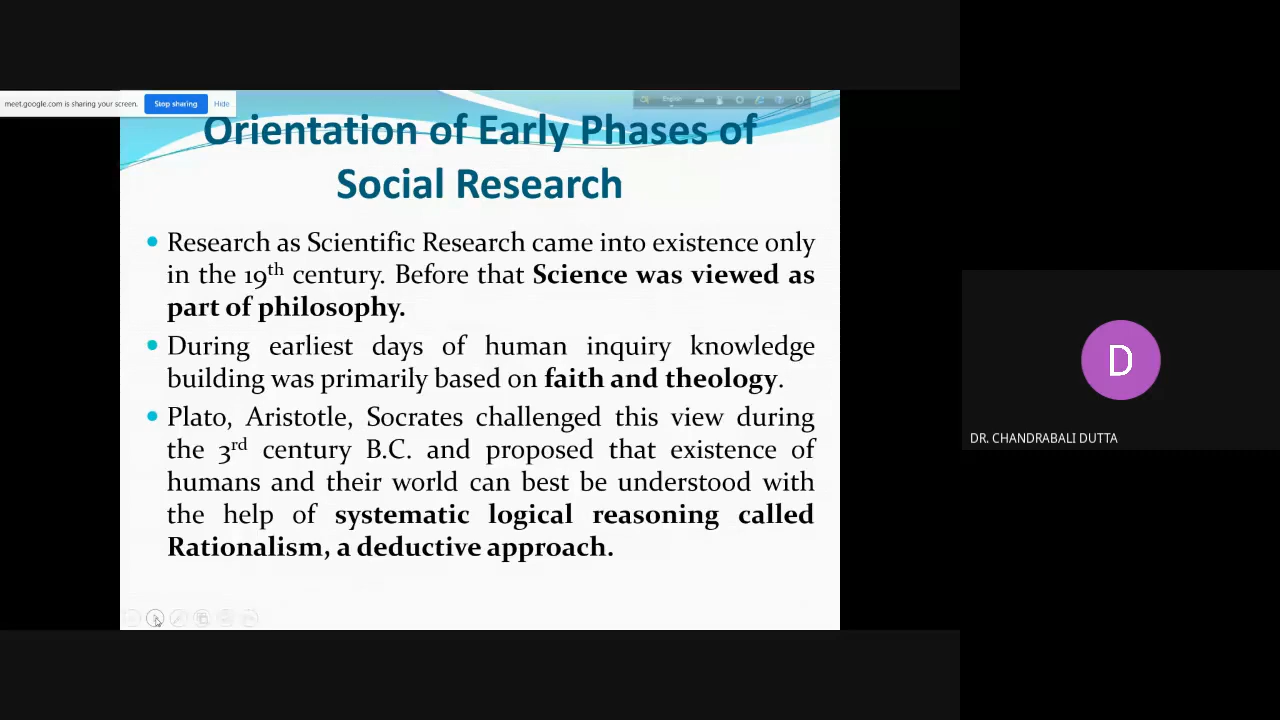 meet.google.com is sharing your screen.
Stop sharing
Hide
Orientation of Early Phases of
Social Research
• Research as Scientific Research came into existence only
in the 19th century. Before that Science was viewed as
part of philosophy.
• During earliest days of human inquiry knowledge
building was primarily based on faith and theology.
• Plato, Aristotle, Socrates challenged this view during
the 3rd century B.C. and proposed that existence of
humans and their world can best be understood with
the help of systematic logical reasoning called
Rationalism, a deductive approach.
D
DR. CHANDRABALI DUTTA